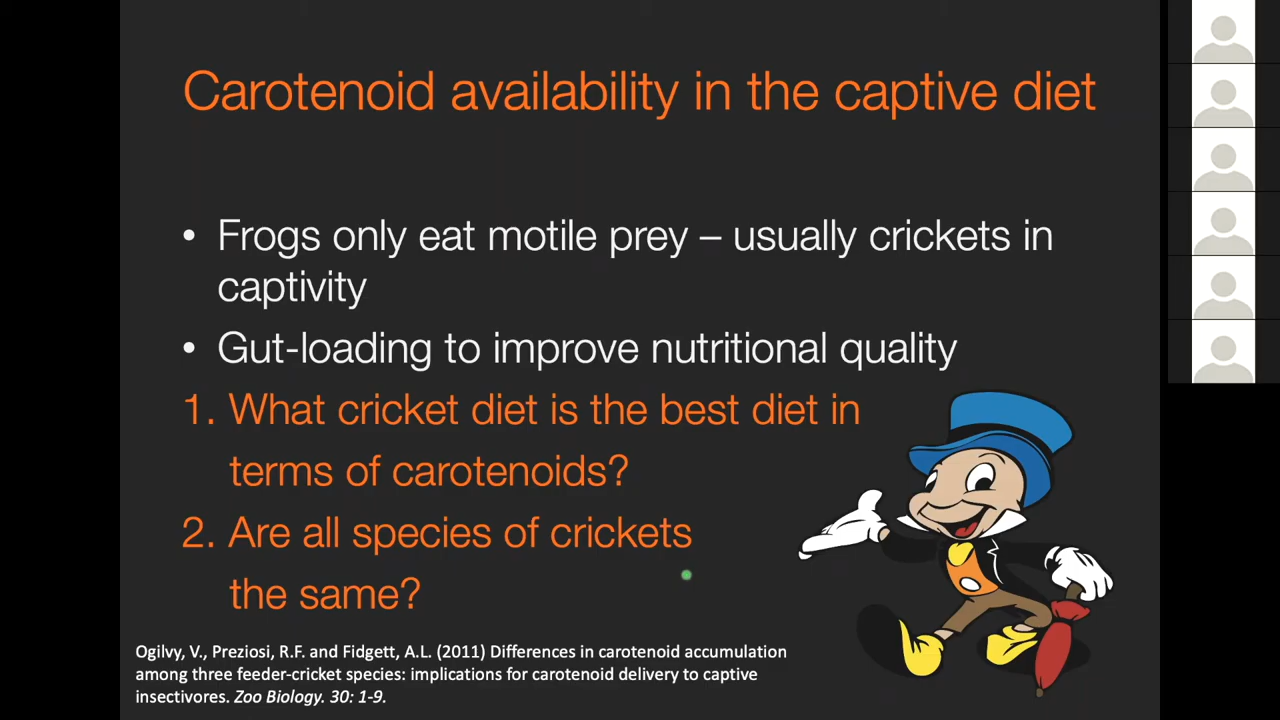 Carotenoid availability in the captive diet
• Frogs only eat motile prey – usually crickets in
captivity
• Gut-loading to improve nutritional quality
1. What cricket diet is the best diet in
terms of carotenoids?
2. Are all species of crickets
the same?
Ogilvy, V., Preziosi, R.F. and Fidgett, A.L. (2011) Differences in carotenoid accumulation
among three feeder-cricket species: implications for carotenoid delivery to captive
insectivores. Zoo Biology. 30: 1-9.